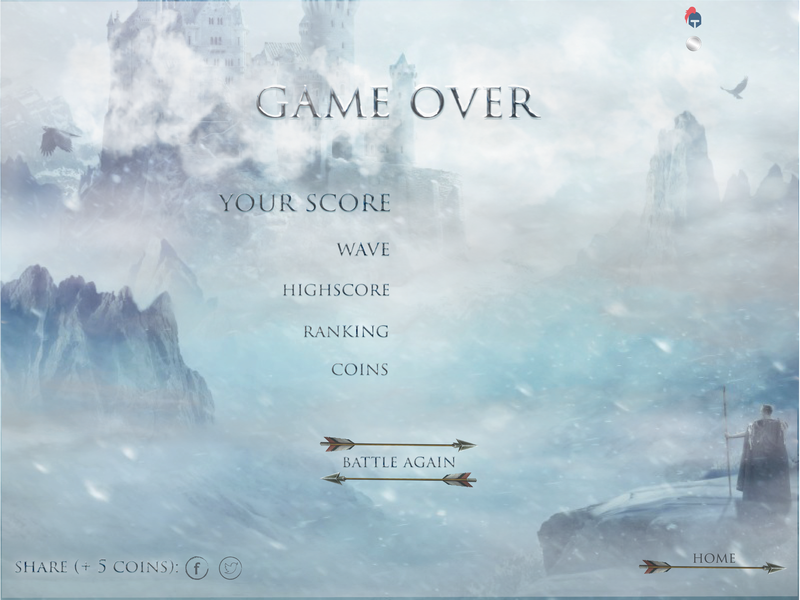 GAME OVER
YOUR SCORE
WAVE
HIGHSCORE
RANKING
COINS
BATTLE AGAIN
SHARE (+ 5 COINS):
HOME